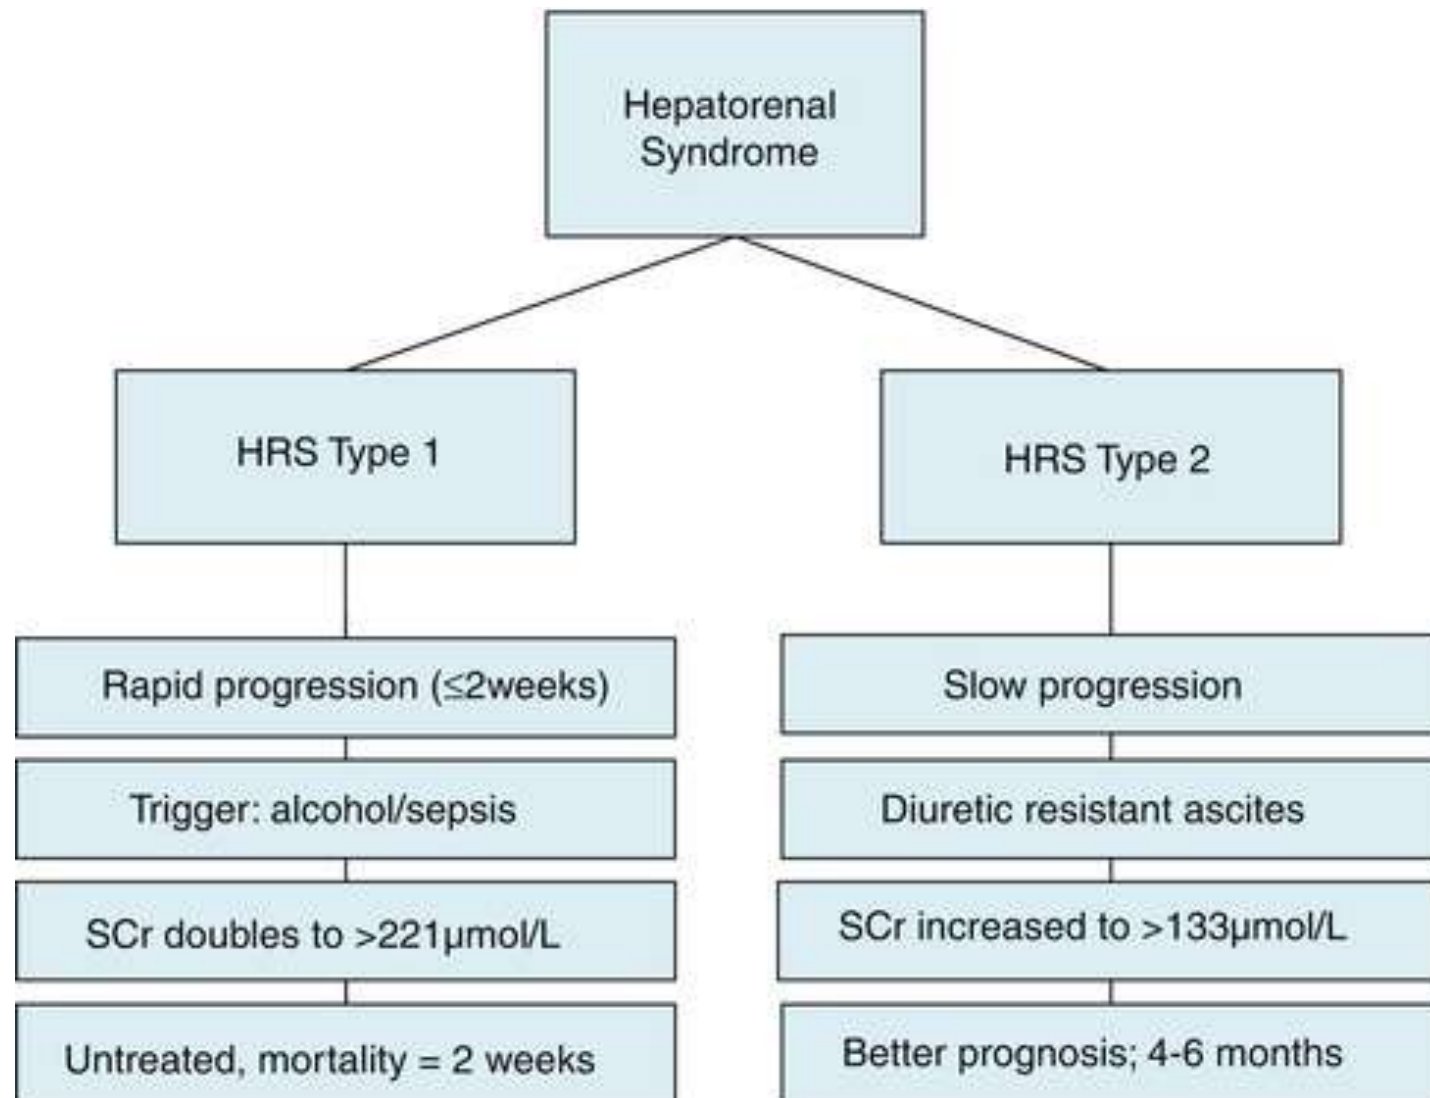 Hepatorenal
Syndrome
HRS Type 1
HRS Type 2
Rapid progression (≤2weeks)
Trigger: alcohol/sepsis
SCr doubles to >221μmol/L
Untreated, mortality = 2 weeks
Slow progression
Diuretic resistant ascites
SCr increased to >133μmol/L
Better prognosis; 4-6 months